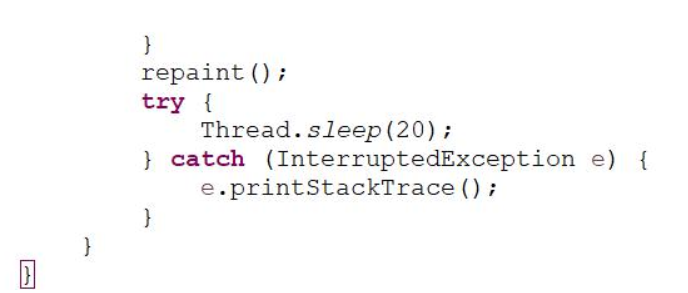 }
repaint();
try {
Thread.sleep(20);
} catch (InterruptedException e) {
e.printStackTrace();
}
}
}